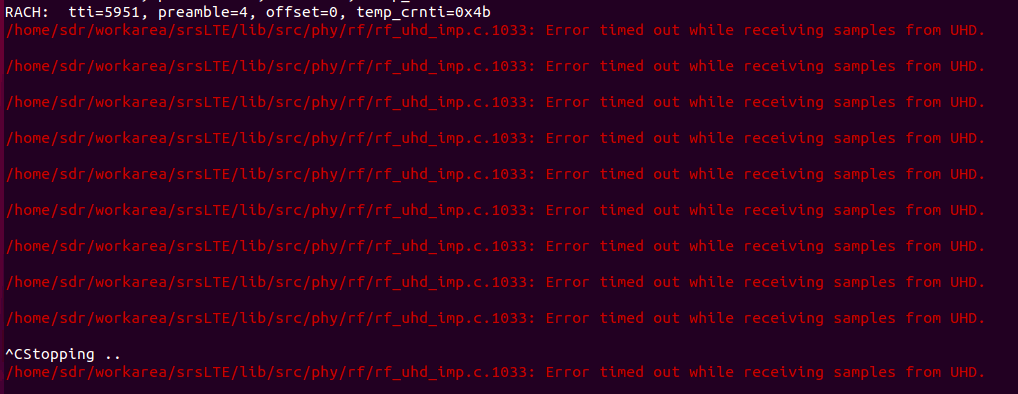 RACH:  tti=5951, preamble=4, offset=0, temp_crnti=0x4b
/home/sdr/workarea/srsLTE/lib/src/phy/rf/rf_uhd_imp.c.1033: Error timed out while receiving samples from UHD.
/home/sdr/workarea/srsLTE/lib/src/phy/rf/rf_uhd_imp.c.1033: Error timed out while receiving samples from UHD.
/home/sdr/workarea/srsLTE/lib/src/phy/rf/rf_uhd_imp.c.1033: Error timed out while receiving samples from UHD.
/home/sdr/workarea/srsLTE/lib/src/phy/rf/rf_uhd_imp.c.1033: Error timed out while receiving samples from UHD.
/home/sdr/workarea/srsLTE/lib/src/phy/rf/rf_uhd_imp.c.1033: Error timed out while receiving samples from UHD.
/home/sdr/workarea/srsLTE/lib/src/phy/rf/rf_uhd_imp.c.1033: Error timed out while receiving samples from UHD.
/home/sdr/workarea/srsLTE/lib/src/phy/rf/rf_uhd_imp.c.1033: Error timed out while receiving samples from UHD.
/home/sdr/workarea/srsLTE/lib/src/phy/rf/rf_uhd_imp.c.1033: Error timed out while receiving samples from UHD.
/home/sdr/workarea/srsLTE/lib/src/phy/rf/rf_uhd_imp.c.1033: Error timed out while receiving samples from UHD.
^CStopping ..
/home/sdr/workarea/srsLTE/lib/src/phy/rf/rf_uhd_imp.c.1033: Error timed out while receiving samples from UHD.